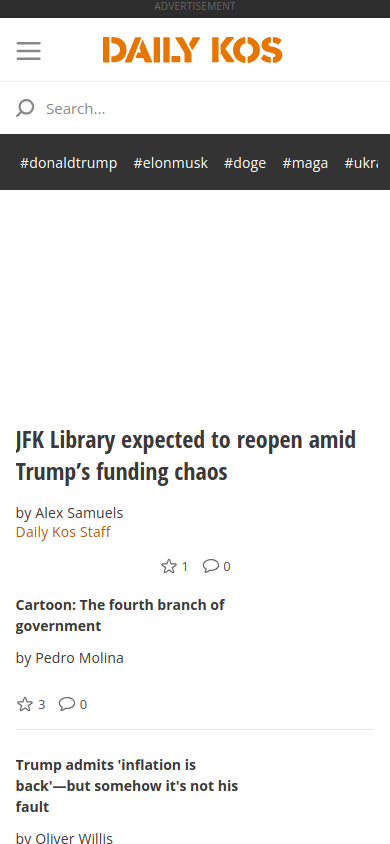 ADVERTISEMENT
DAILY KOS
Search...
#donaldtrump #elonmusk #doge #maga
JFK Library expected to reopen amid
Trump’s funding chaos
by Alex Samuels
Daily Kos Staff
1 0
Cartoon: The fourth branch of
government
by Pedro Molina
3 0
Trump admits 'inflation is
back'—but somehow it's not his
fault
by Oliver Willis